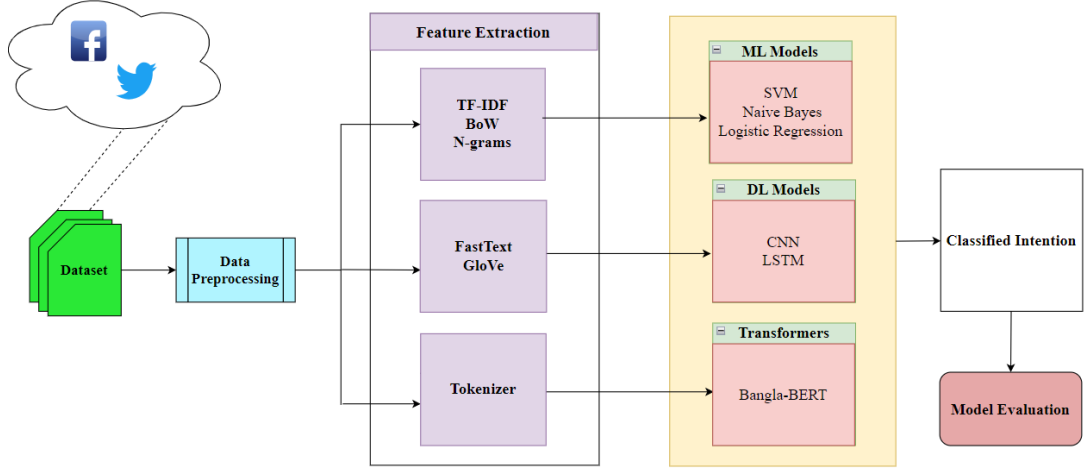 Feature Extraction
ML Models
TF-IDF
BoW
N-grams
SVM
Naive Bayes
Logistic Regression
DL Models
Dataset
Data
Preprocessing
FastText
GloVe
CNN
LSTM
Classified Intention
Transformers
Tokenizer
Bangla-BERT
Model Evaluation